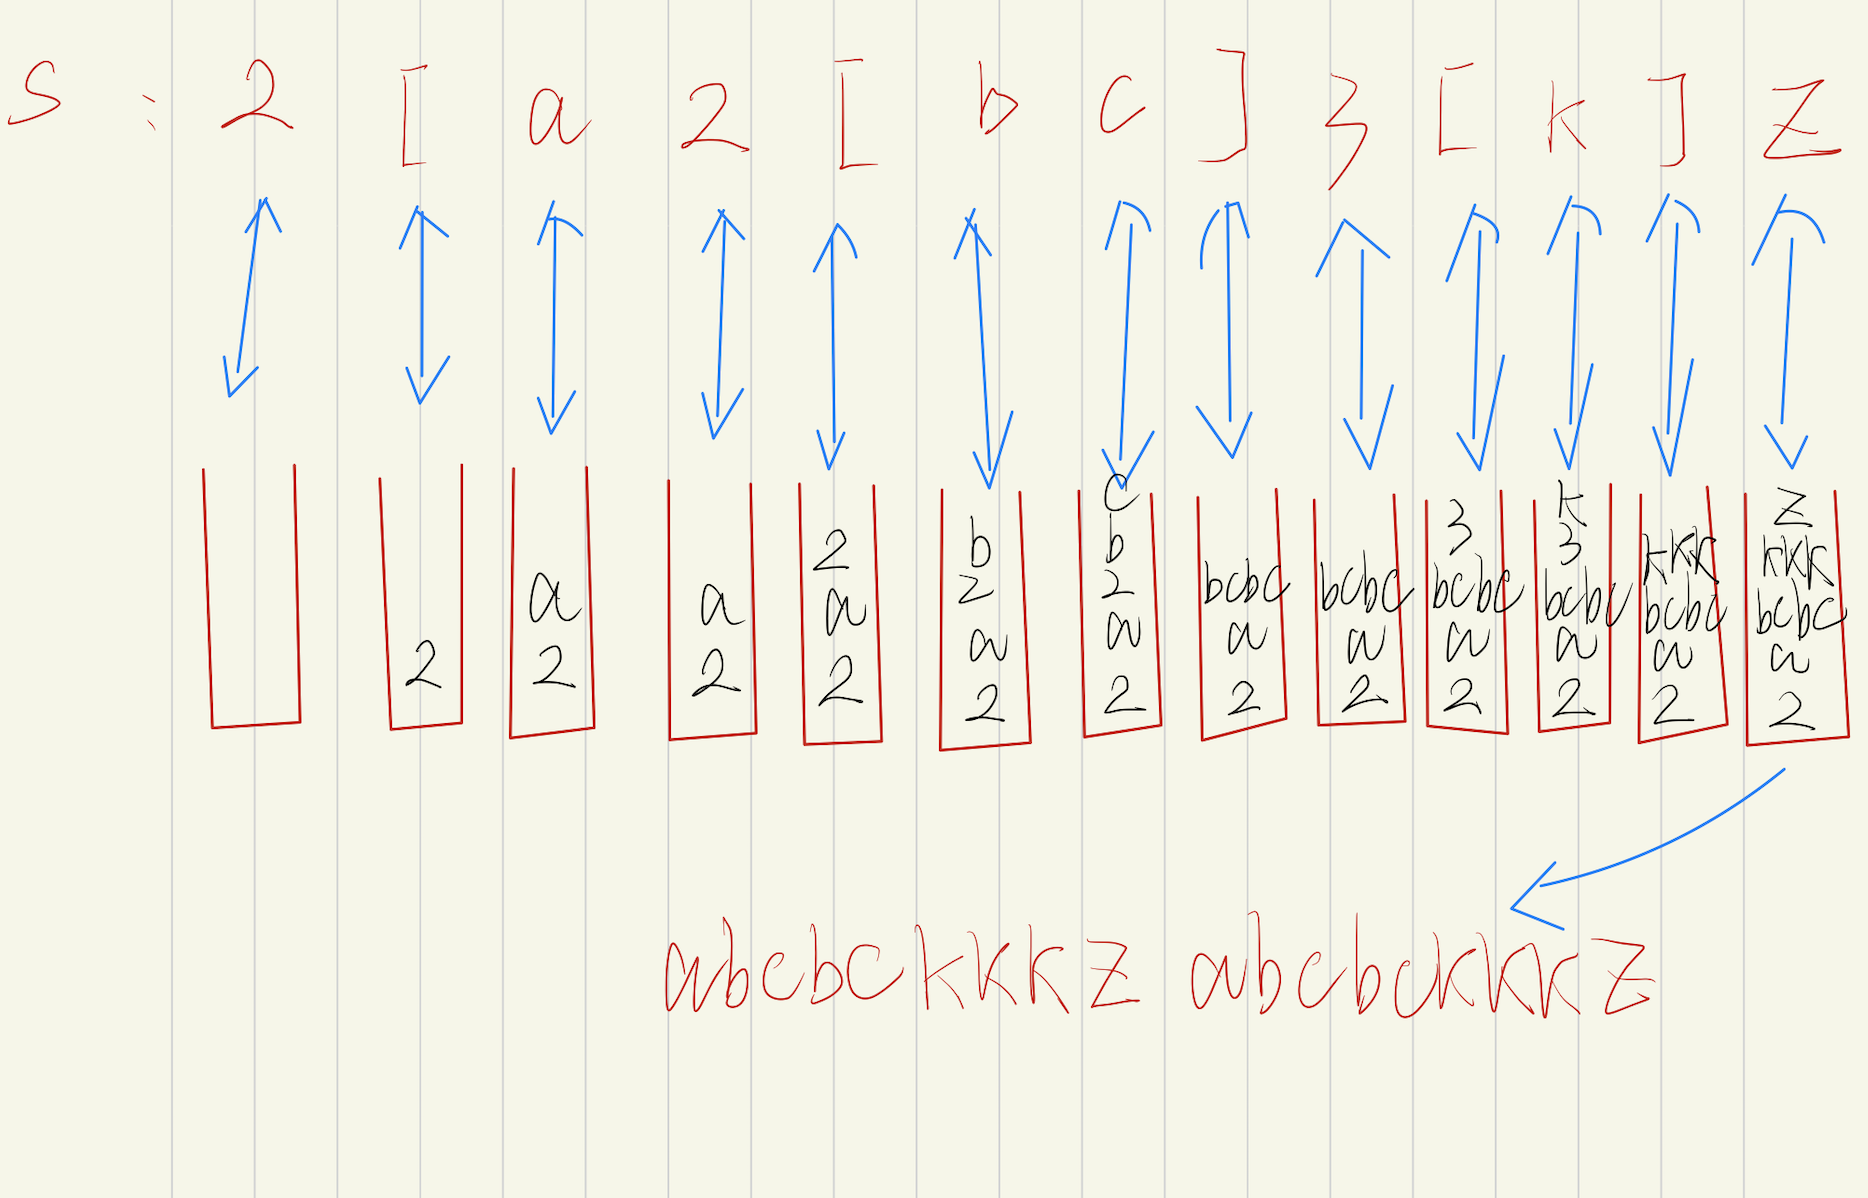 S : 2 [ a 2 [ b c ] 3 [ k ] z
c k z
2 b b 3 3 kkk kkk
a a 2 2 2 bcbc bcbc bcbc bcbc bcbc bcbc
a a a a a a a a a
2 2 2 2 2 2 2 2 2 2 2 2
abcbckkkz abcbckkkz